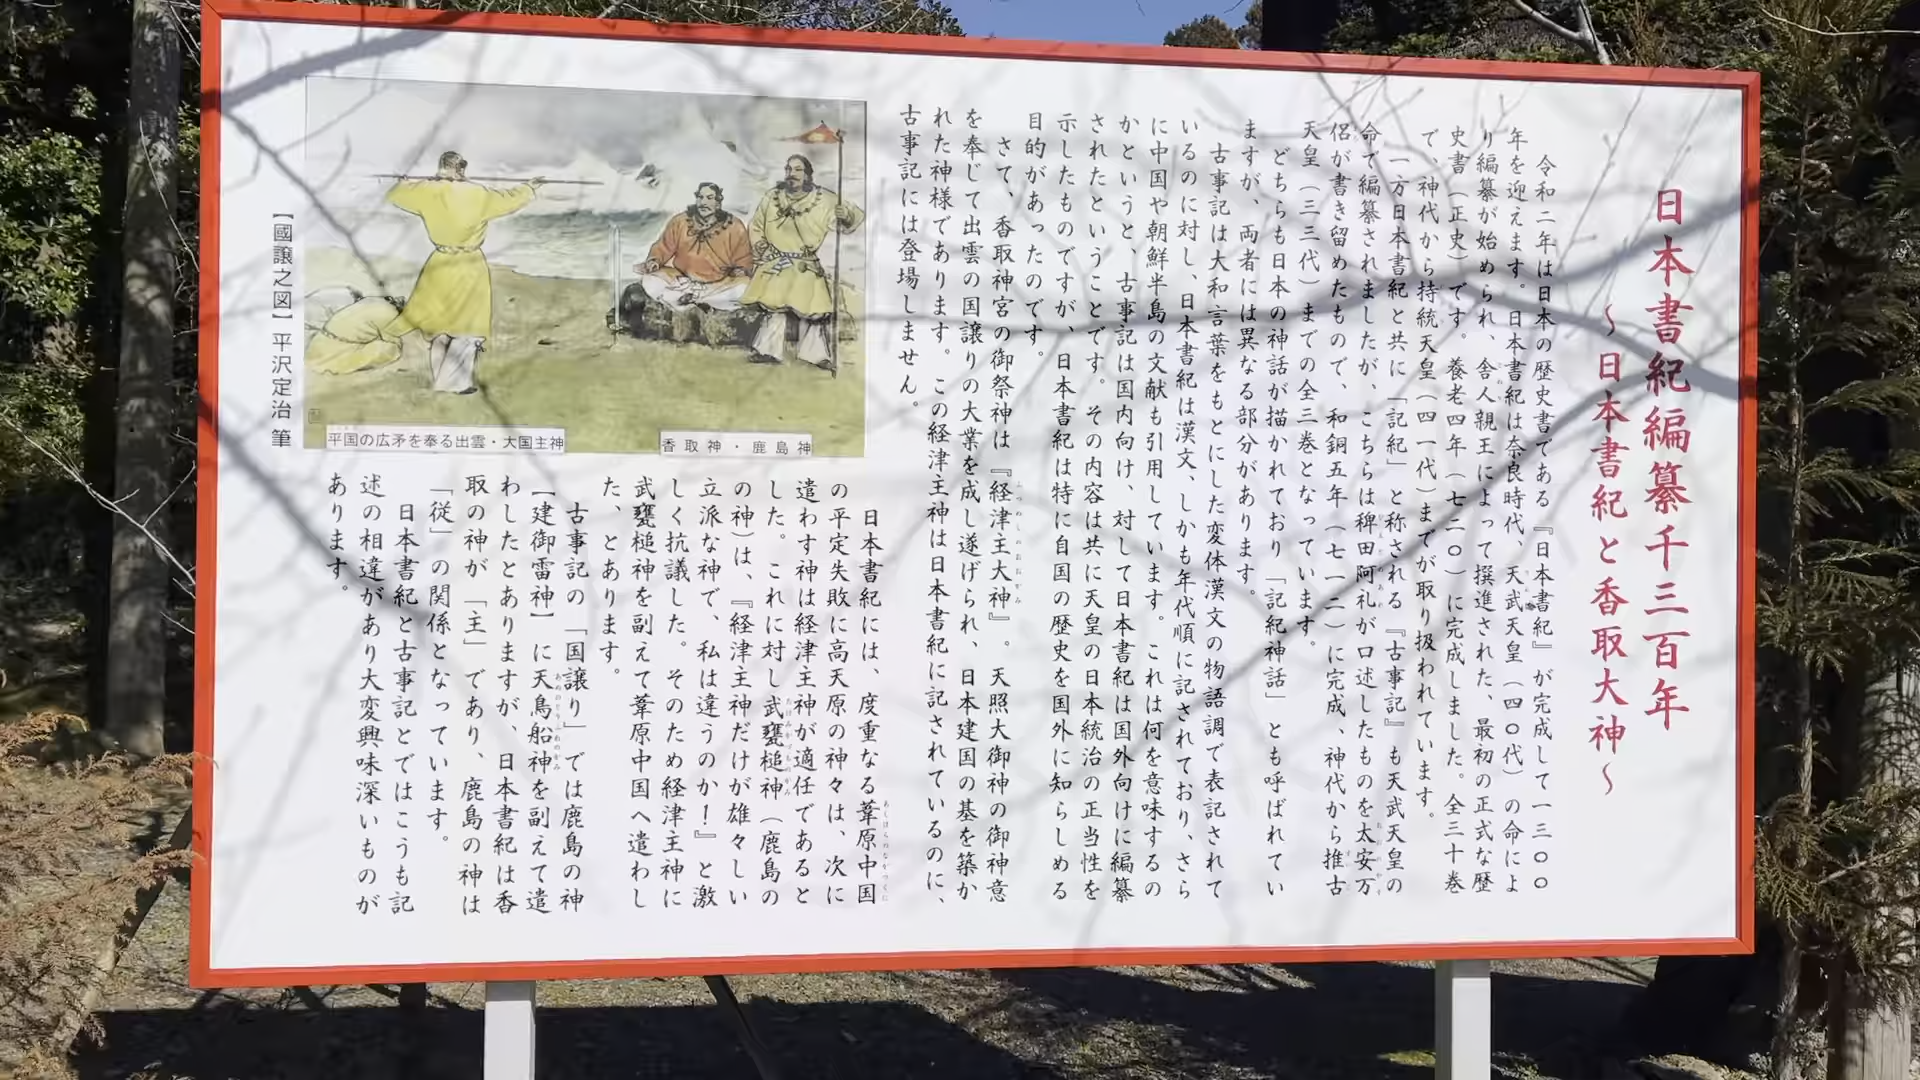 日本書紀編纂千三百年
～日本書紀と香取大神～
令和二年は日本の歴史書である『日本書紀』が完成して一三〇〇
年を迎えます。日本書紀は奈良時代、天武天皇（四〇代）の命によ
り編纂が始められ、舎人親王によって撰進された、最初の正式な歴
史書（正史）です。養老四年（七二〇）に完成しました。全三十巻
で、神代から持統天皇（四一代）までが取り扱われています。
一方日本書紀と共に「記紀」と称される『古事記』も天武天皇の
命で編纂されましたが、こちらは稗田阿礼が口述したものを太安万
侶が書き留めたもので、和銅五年（七一二）に完成、神代から推古
天皇（三三代）までの全三巻となっています。
どちらも日本の神話が描かれており「記紀神話」とも呼ばれてい
ますが、両者には異なる部分があります。
古事記は大和言葉をもとにした変体漢文の物語調で表記されて
いるのに対し、日本書紀は漢文、しかも年代順に記されており、さら
に中国や朝鮮半島の文献も引用しています。これは何を意味するの
かというと、古事記は国内向け、対して日本書紀は国外向けに編纂
されたということです。その内容は共に天皇の日本統治の正当性を
示したものですが、日本書紀は特に自国の歴史を国外に知らしめる
目的があったのです。
さて、香取神宮の御祭神は『経津主大神』。天照大御神の御神意
を奉じて出雲の国譲りの大業を成し遂げられ、日本建国の基を築か
れた神様であります。この経津主神は日本書紀に記されているのに、
古事記には登場しません。
平国の広矛を奉る出雲・大国主神
香取神・鹿島神
【國譲之図】平沢定治 筆
日本書紀には、度重なる葦原中国
の平定失敗に高天原の神々は、次に
遣わす神は経津主神が適任であると
した。これに対し武甕槌神（鹿島の
の神）は、『経津主神だけが雄々しい
立派な神で、私は違うのか！』と激
しく抗議した。そのため経津主神に
武甕槌神を副えて葦原中国へ遣わし
た、とあります。
古事記の「国譲り」では鹿島の神
【建御雷神】に天鳥船神を副えて遣
わしたとありますが、日本書紀は香
取の神が「主」であり、鹿島の神は
「従」の関係となっています。
日本書紀と古事記とではこうも記
述の相違があり大変興味深いものが
あります。